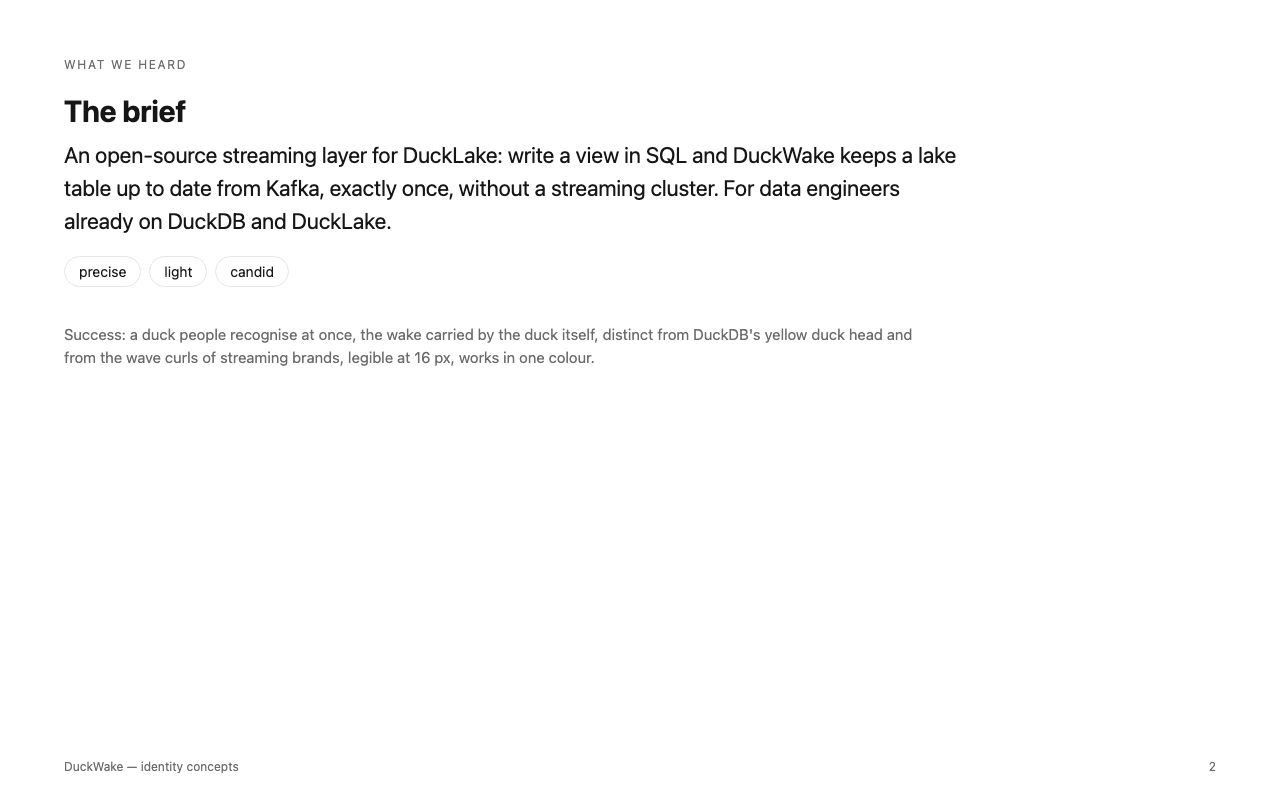 WHAT WE HEARD
The brief
An open-source streaming layer for DuckLake: write a view in SQL and DuckWake keeps a lake
table up to date from Kafka, exactly once, without a streaming cluster. For data engineers
already on DuckDB and DuckLake.
precise light candid
Success: a duck people recognise at once, the wake carried by the duck itself, distinct from DuckDB's yellow duck head and
from the wave curls of streaming brands, legible at 16 px, works in one colour.
DuckWake — identity concepts 2